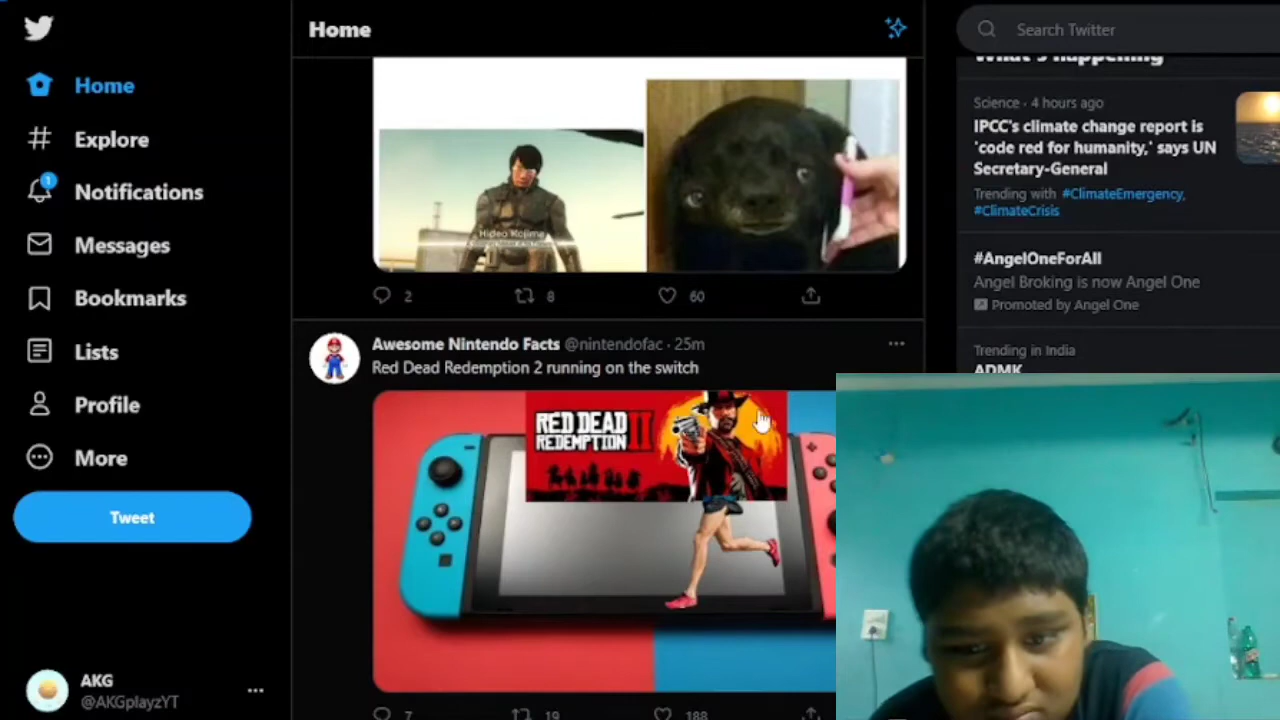 Home
Explore
Notifications
1
Messages
Bookmarks
Lists
Profile
More
Tweet
AKG
@AKGplayzYT
Home
Hideo Kojima
2
8
60
Awesome Nintendo Facts @nintendofac · 25m
Red Dead Redemption 2 running on the switch
RED DEAD
REDEMPTION II
7
19
188
Search Twitter
What's happening
Science · 4 hours ago
IPCC's climate change report is
'code red for humanity,' says UN
Secretary-General
Trending with #ClimateEmergency,
#ClimateCrisis
#AngelOneForAll
Angel Broking is now Angel One
Promoted by Angel One
Trending in India
ADMK